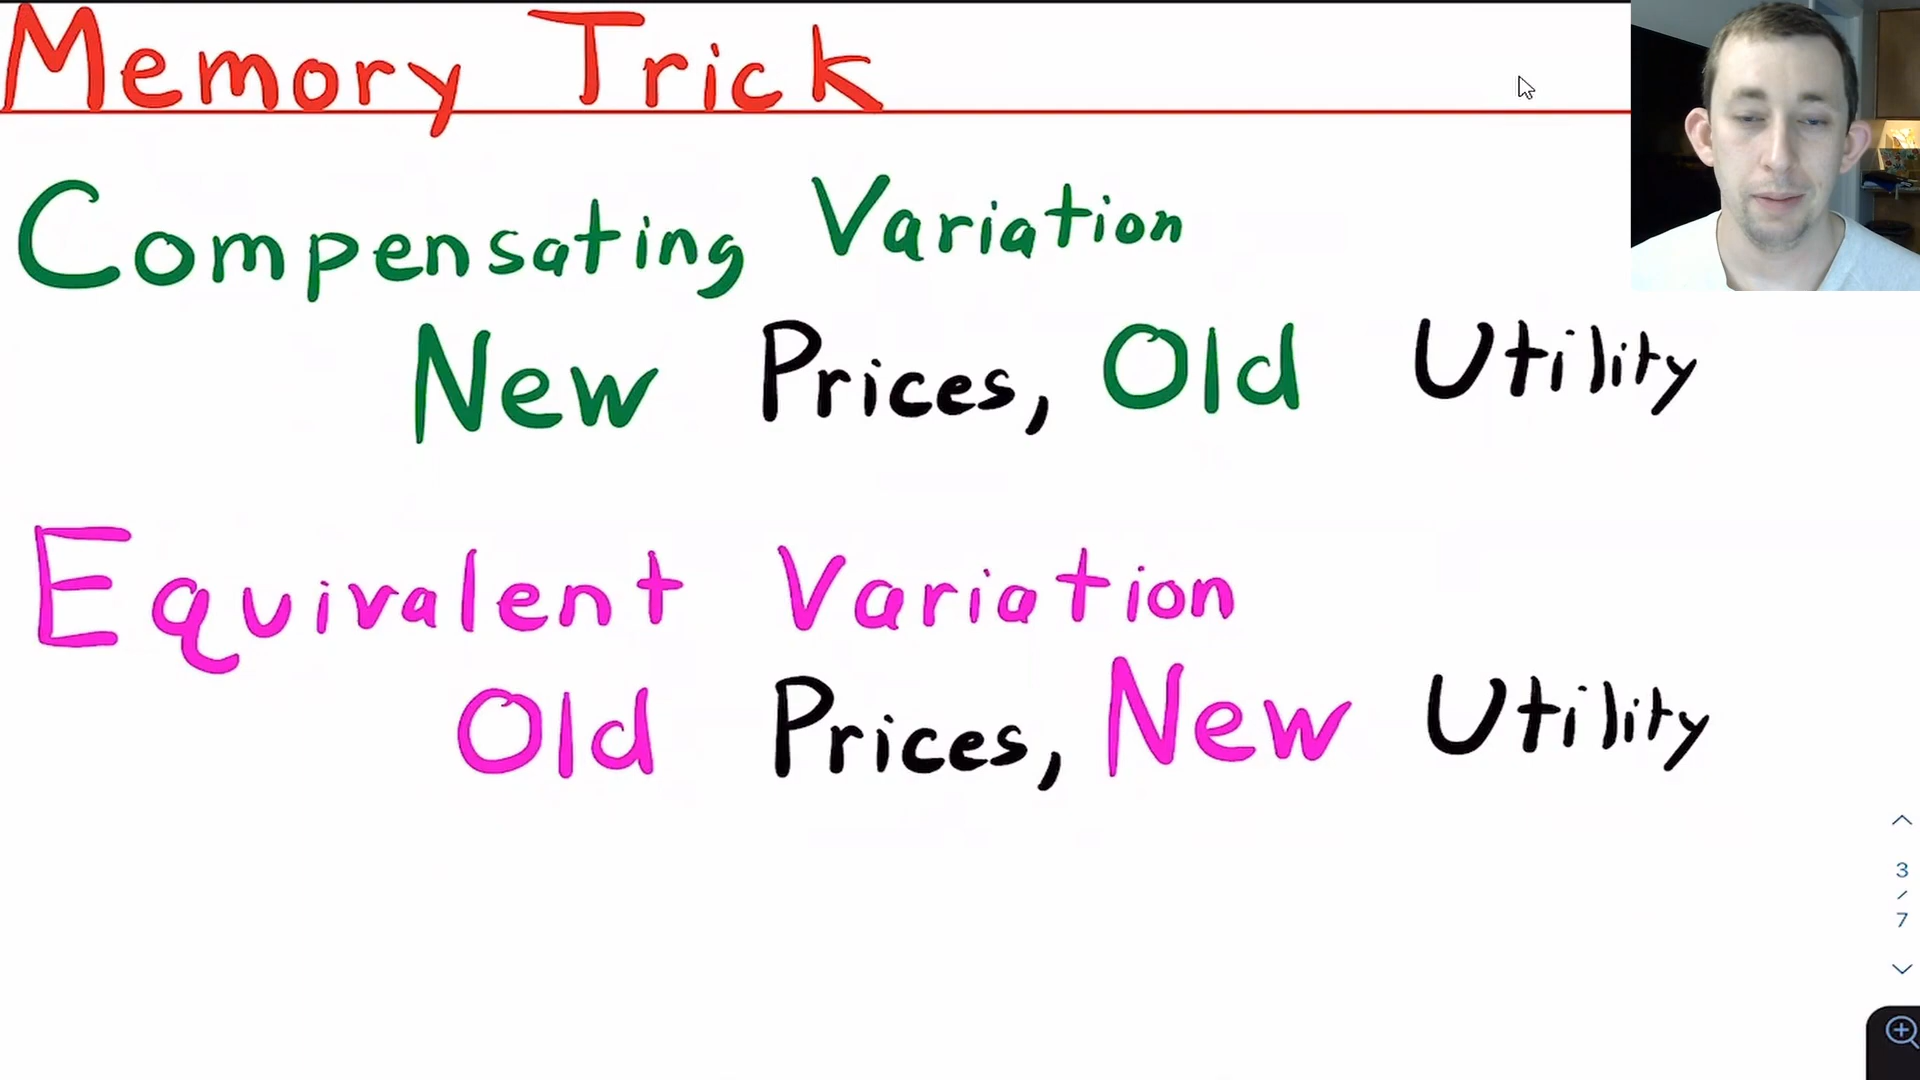 Memory Trick
Compensating Variation
New Prices, Old Utility
Equivalent Variation
Old Prices, New Utility
3
/
7